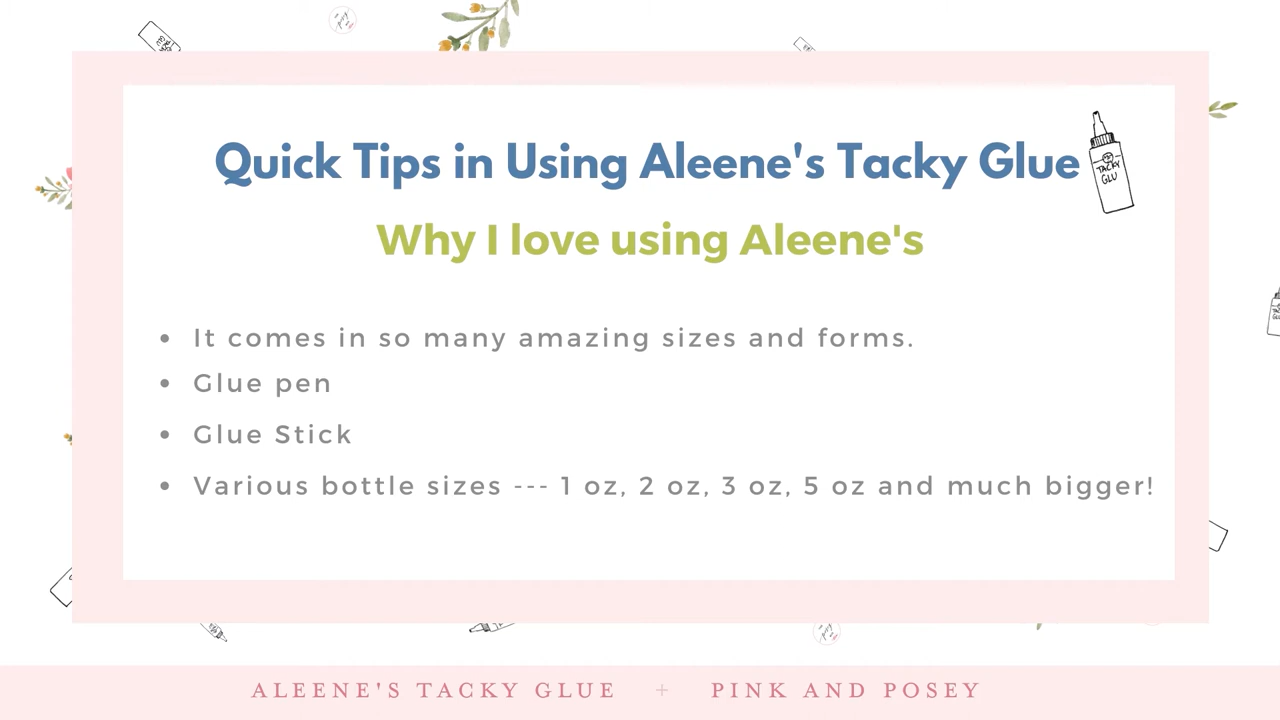 Quick Tips in Using Aleene's Tacky Glue
TACKY
GLU
Why I love using Aleene's
It comes in so many amazing sizes and forms.
Glue pen
Glue Stick
Various bottle sizes --- 1 oz, 2 oz, 3 oz, 5 oz and much bigger!
ALEENE'S TACKY GLUE + PINK AND POSEY